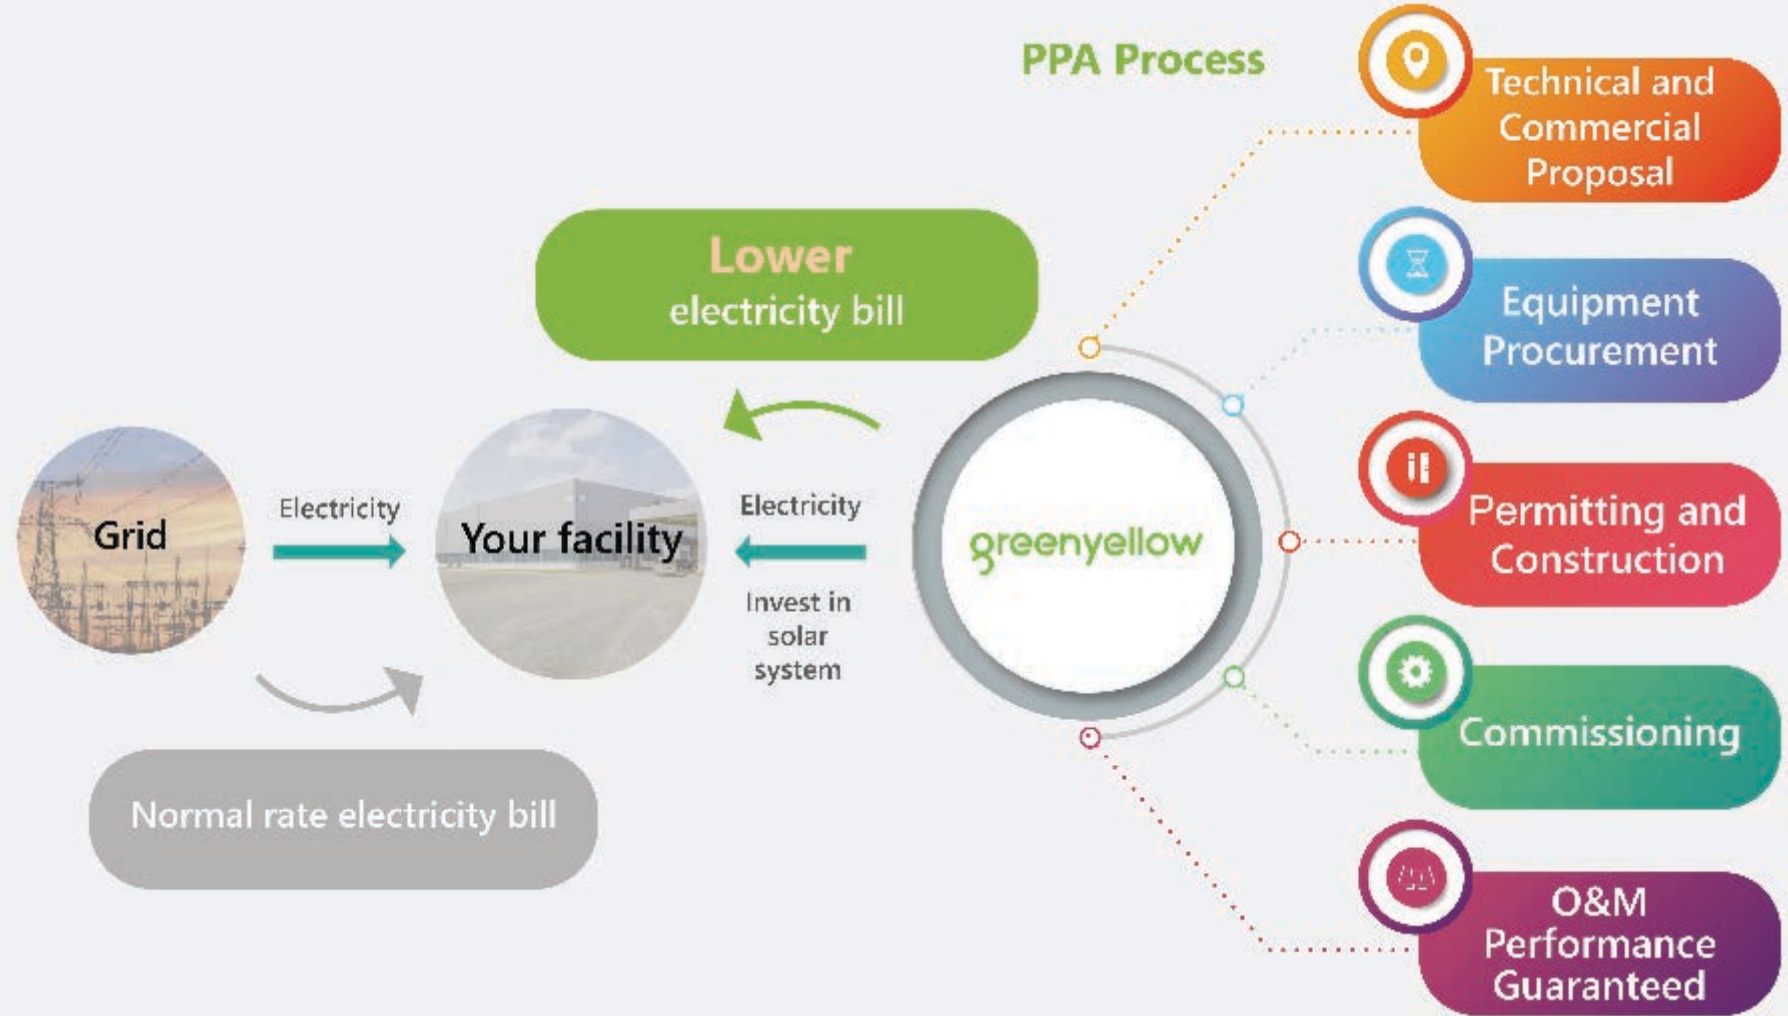 PPA Process
Technical and
Commercial
Proposal
Lower
electricity bill
Equipment
Procurement
Grid
Electricity
Your facility
Electricity
Invest in
solar
system
greenyellow
Permitting and
Construction
Normal rate electricity bill
Commissioning
O&M
Performance
Guaranteed